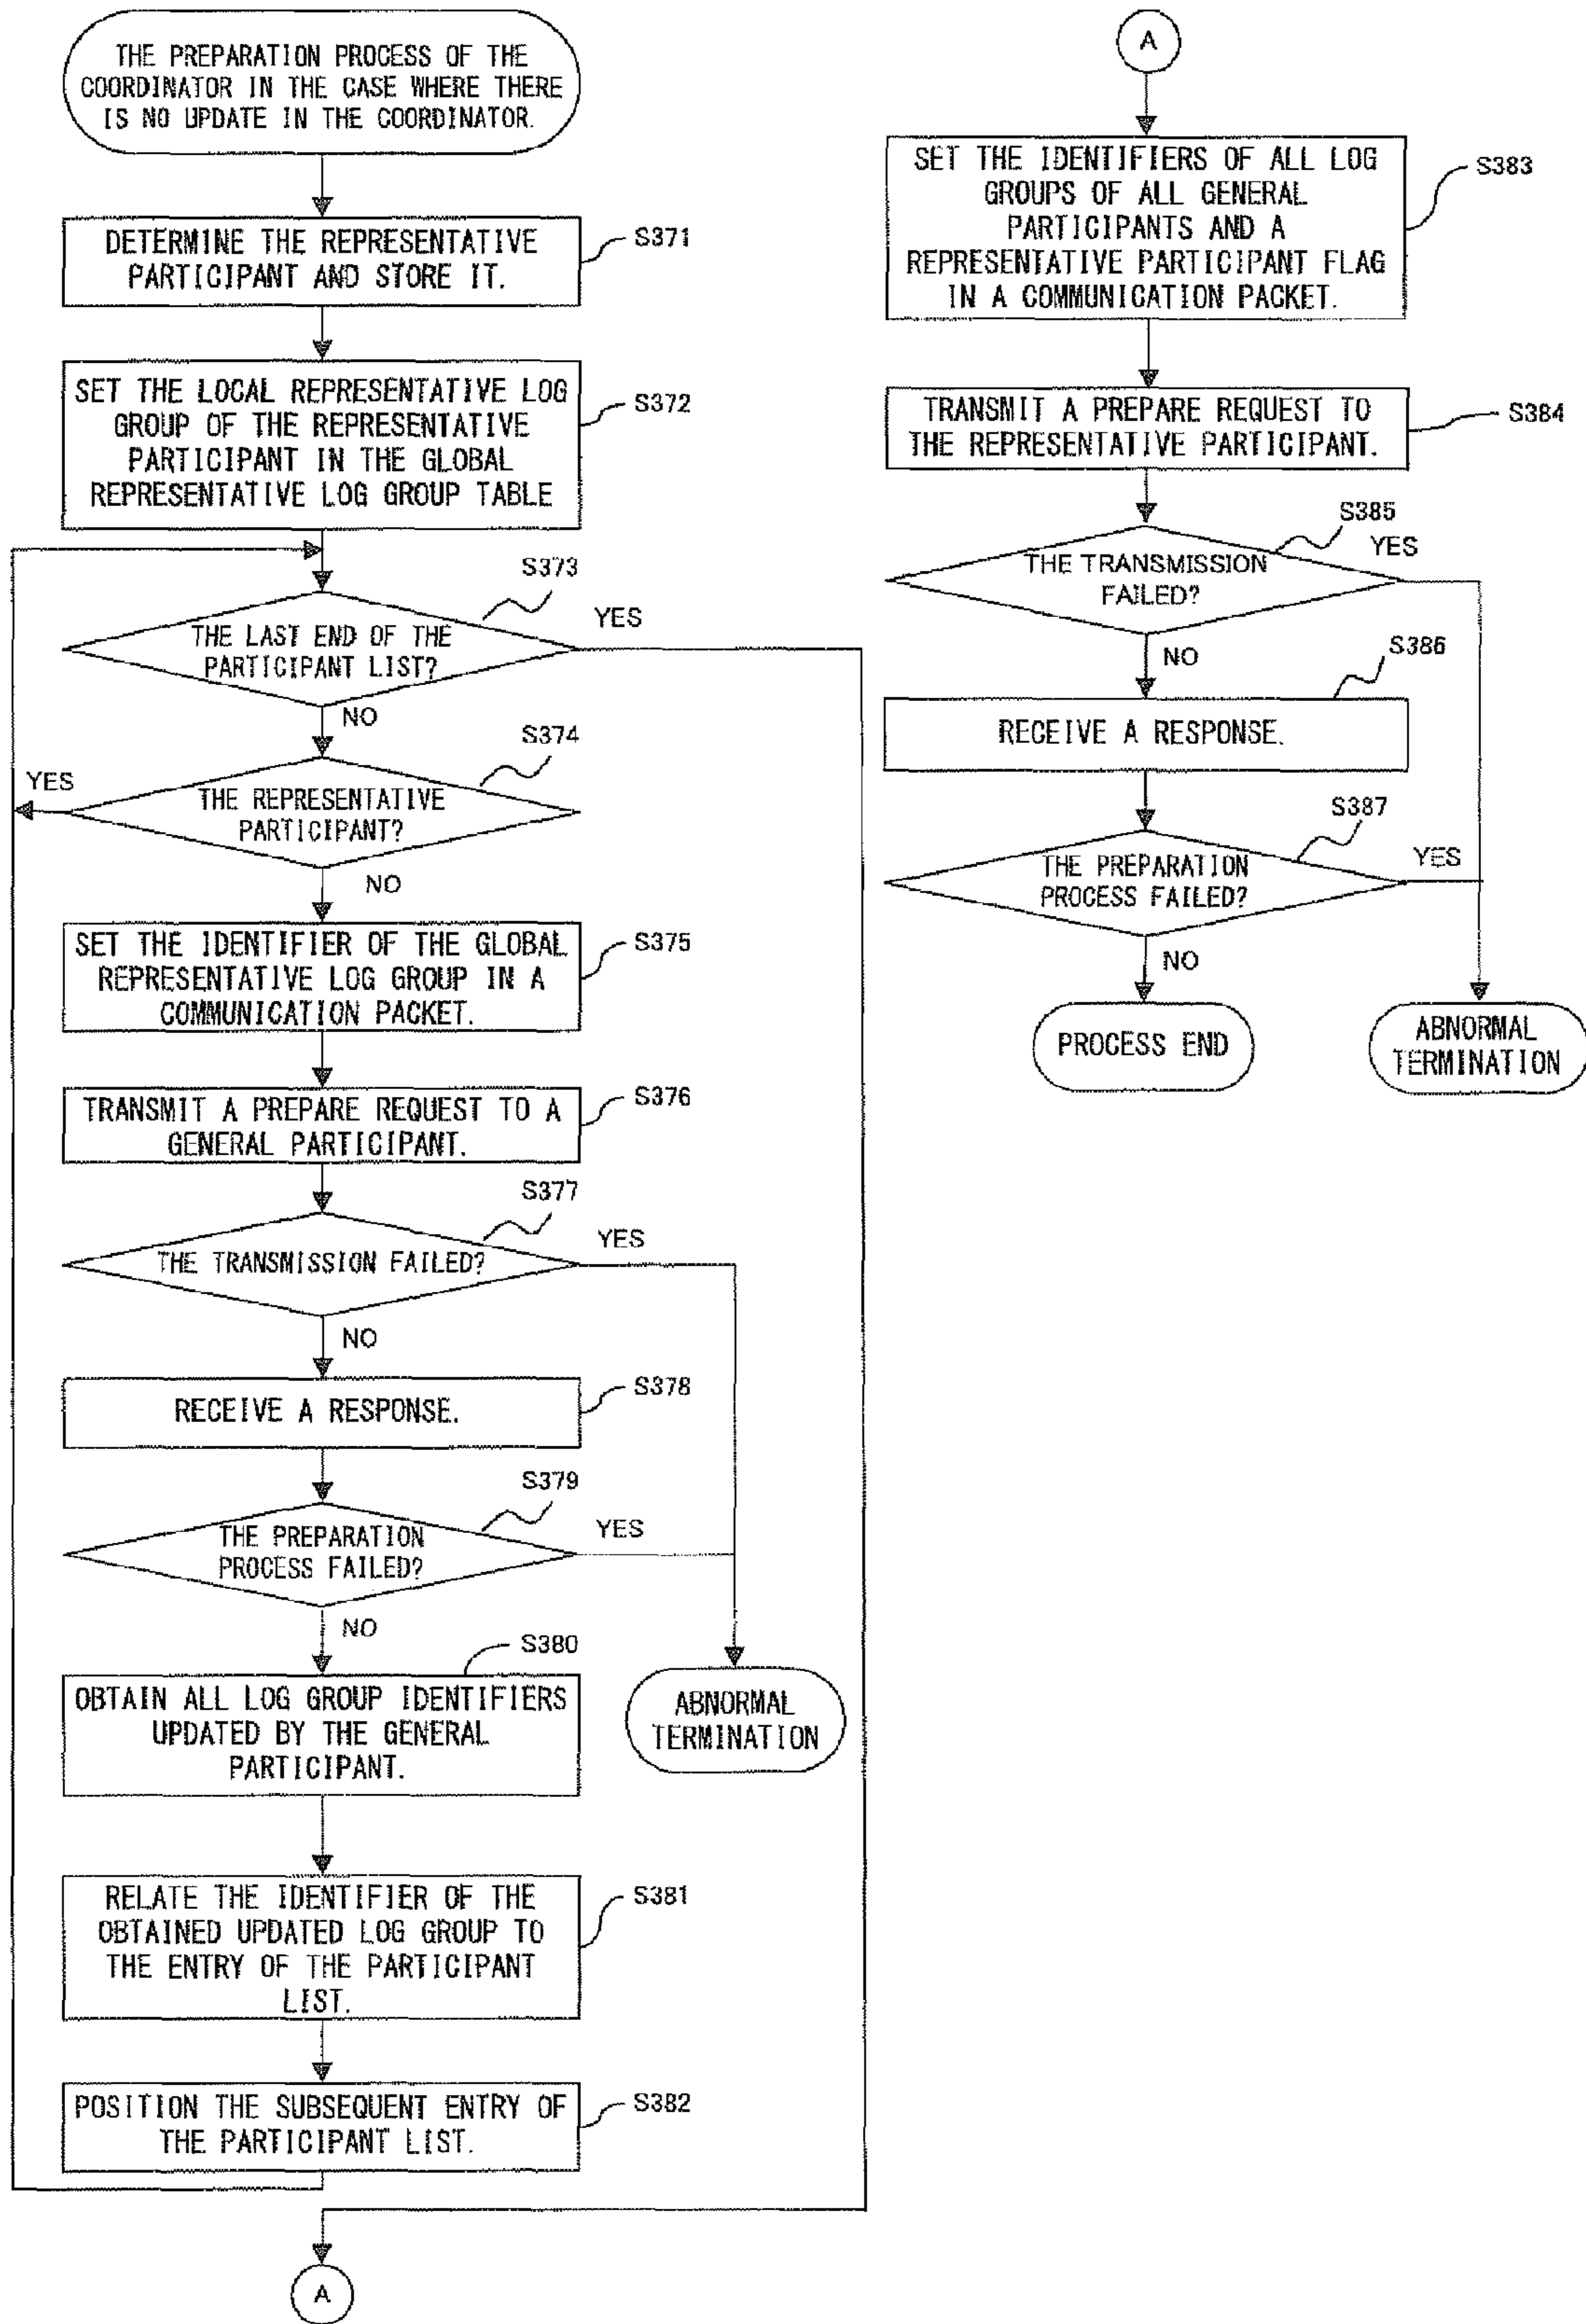 THE PREPARATION PROCESS OF THE
COORDINATOR IN THE CASE WHERE THERE
IS NO UPDATE IN THE COORDINATOR.
DETERMINE THE REPRESENTATIVE
PARTICIPANT AND STORE IT.
S371
SET THE LOCAL REPRESENTATIVE LOG
GROUP OF THE REPRESENTATIVE
PARTICIPANT IN THE GLOBAL
REPRESENTATIVE LOG GROUP TABLE
S372
S373
THE LAST END OF THE
PARTICIPANT LIST?
YES
NO
S374
YES
THE REPRESENTATIVE
PARTICIPANT?
NO
SET THE IDENTIFIER OF THE GLOBAL
REPRESENTATIVE LOG GROUP IN A
COMMUNICATION PACKET.
S375
TRANSMIT A PREPARE REQUEST TO A
GENERAL PARTICIPANT.
S376
S377
THE TRANSMISSION FAILED?
YES
NO
RECEIVE A RESPONSE.
S378
S379
THE PREPARATION
PROCESS FAILED?
YES
NO
S380
OBTAIN ALL LOG GROUP IDENTIFIERS
UPDATED BY THE GENERAL
PARTICIPANT.
ABNORMAL
TERMINATION
RELATE THE IDENTIFIER OF THE
OBTAINED UPDATED LOG GROUP TO
THE ENTRY OF THE PARTICIPANT
LIST.
S381
POSITION THE SUBSEQUENT ENTRY OF
THE PARTICIPANT LIST.
S382
A
A
SET THE IDENTIFIERS OF ALL LOG
GROUPS OF ALL GENERAL
PARTICIPANTS AND A
REPRESENTATIVE PARTICIPANT FLAG
IN A COMMUNICATION PACKET.
S383
TRANSMIT A PREPARE REQUEST TO
THE REPRESENTATIVE PARTICIPANT.
S384
S385
THE TRANSMISSION
FAILED?
YES
NO
S386
RECEIVE A RESPONSE.
S387
THE PREPARATION
PROCESS FAILED?
YES
NO
PROCESS END
ABNORMAL
TERMINATION